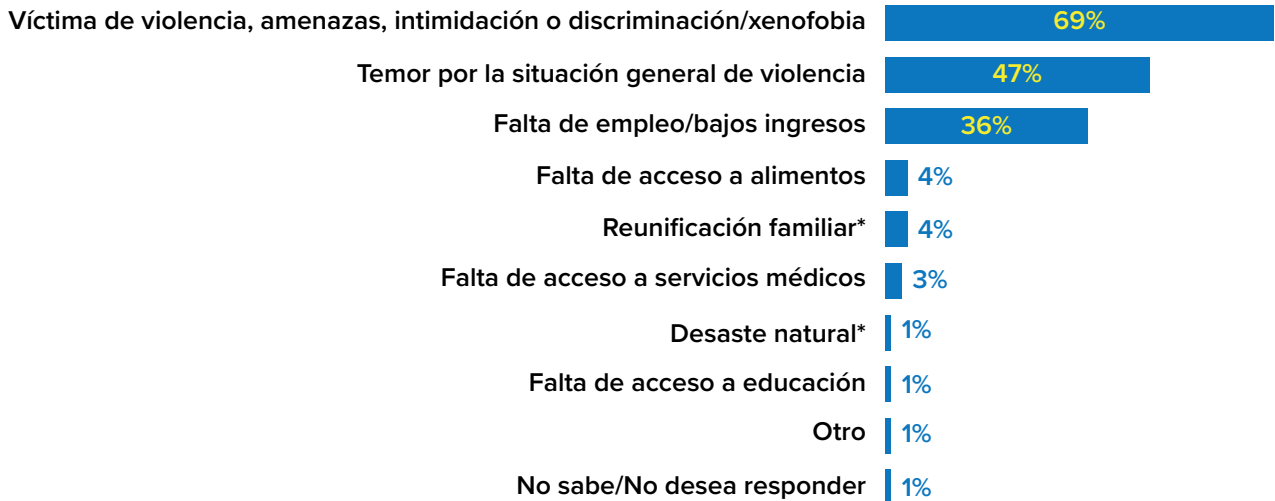 Víctima de violencia, amenazas, intimidación o discriminación/xenofobia 69%
Temor por la situación general de violencia 47%
Falta de empleo/bajos ingresos 36%
Falta de acceso a alimentos 4%
Reunificación familiar* 4%
Falta de acceso a servicios médicos 3%
Desaste natural* 1%
Falta de acceso a educación 1%
Otro 1%
No sabe/No desea responder 1%